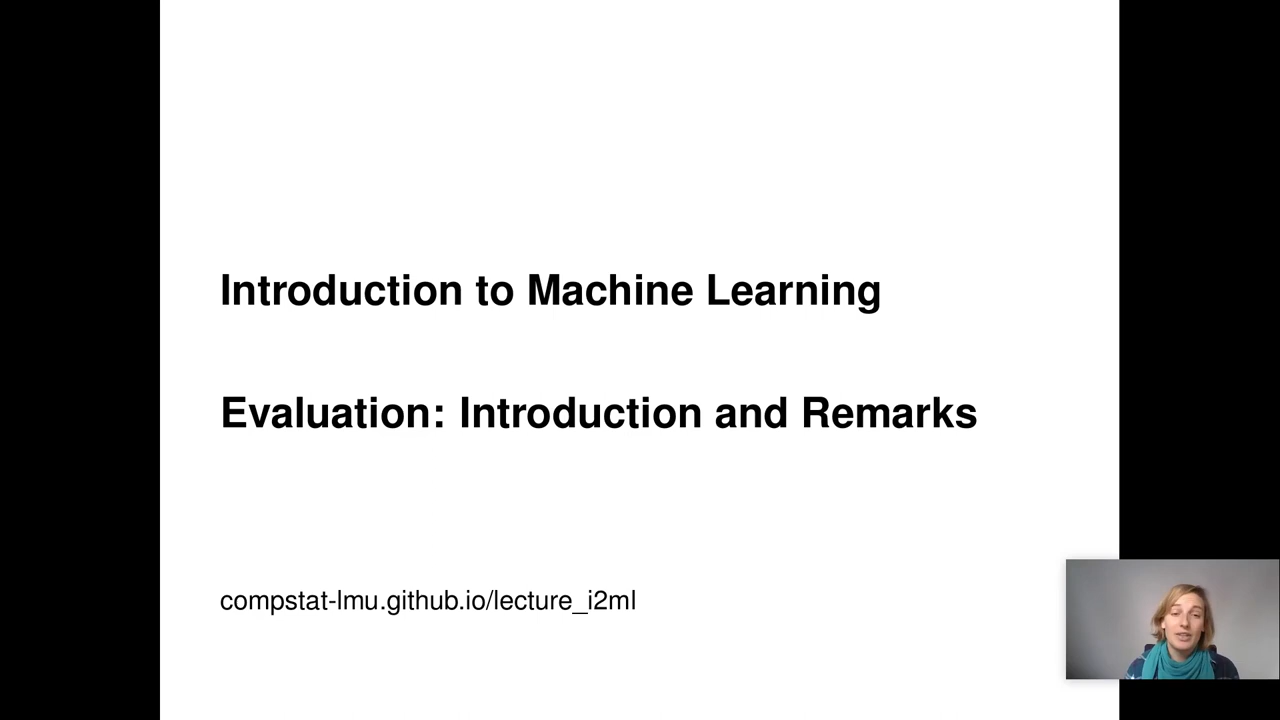 Introduction to Machine Learning
Evaluation: Introduction and Remarks
compstat-lmu.github.io/lecture_i2ml